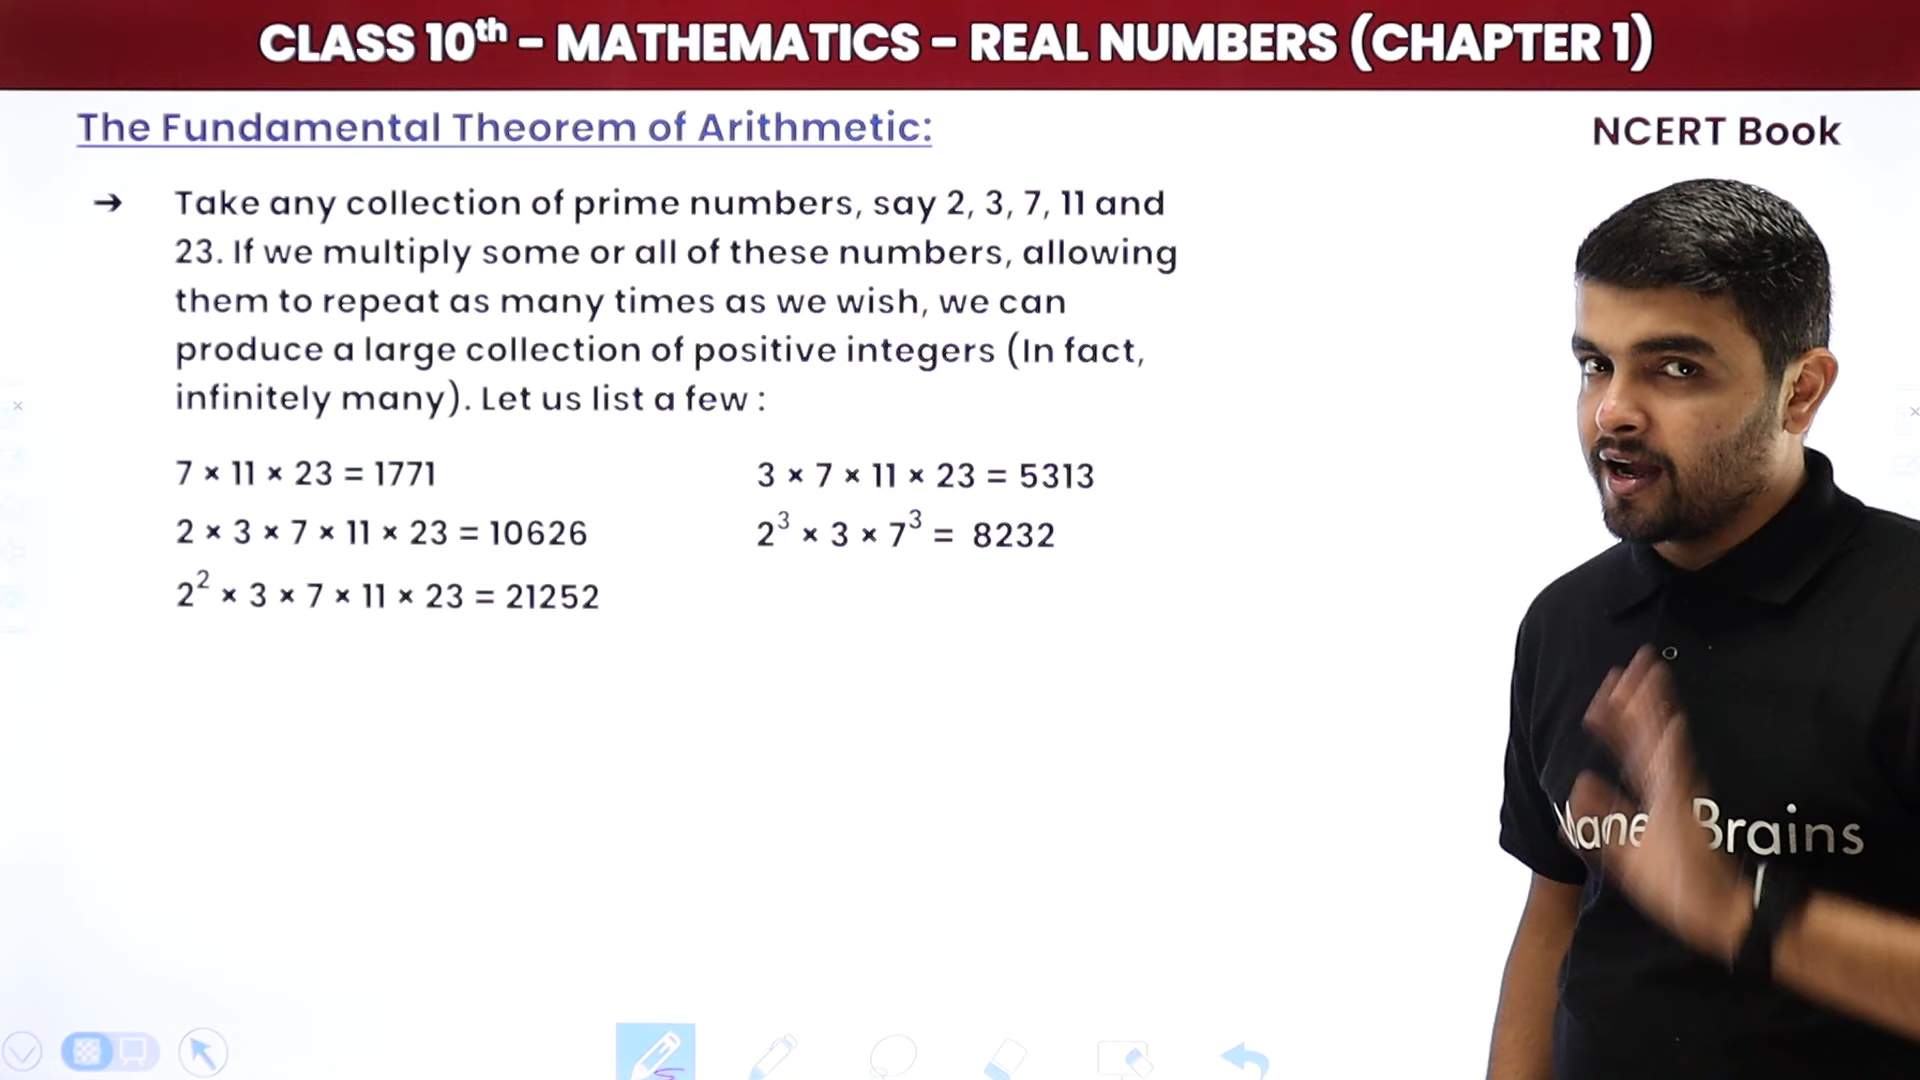 CLASS 10th - MATHEMATICS - REAL NUMBERS (CHAPTER 1)
The Fundamental Theorem of Arithmetic:
NCERT Book
→ Take any collection of prime numbers, say 2, 3, 7, 11 and
23. If we multiply some or all of these numbers, allowing
them to repeat as many times as we wish, we can
produce a large collection of positive integers (In fact,
infinitely many). Let us list a few :
7 × 11 × 23 = 1771
3 × 7 × 11 × 23 = 5313
2 × 3 × 7 × 11 × 23 = 10626
2³ × 3 × 7³ = 8232
2² × 3 × 7 × 11 × 23 = 21252
Brains